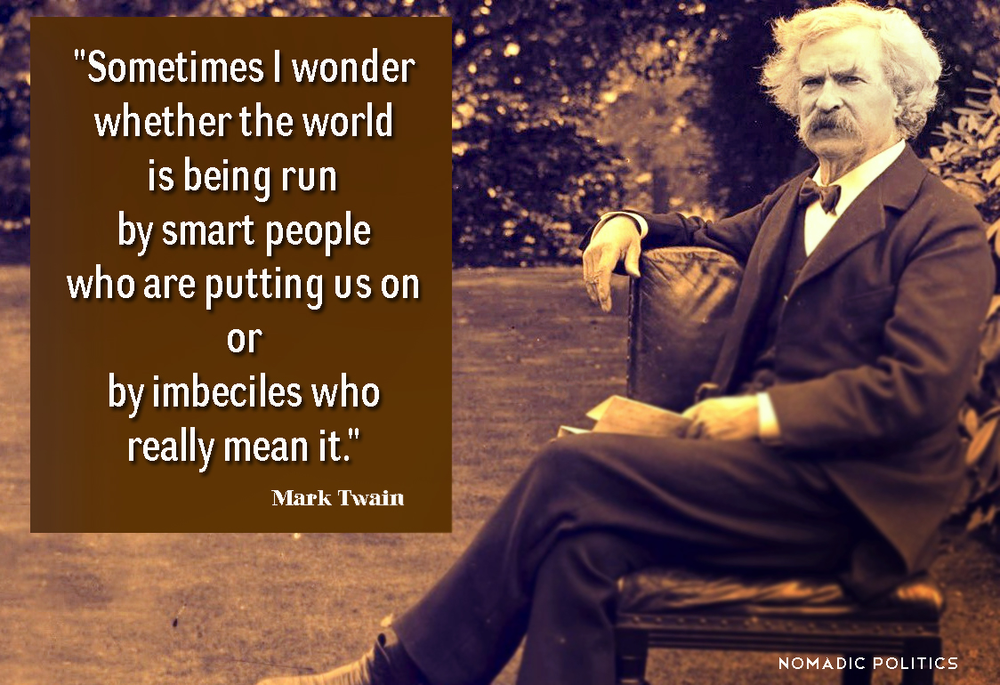 "Sometimes I wonder
whether the world
is being run
by smart people
who are putting us on
or
by imbeciles who
really mean it."
Mark Twain
NOMADIC POLITICS